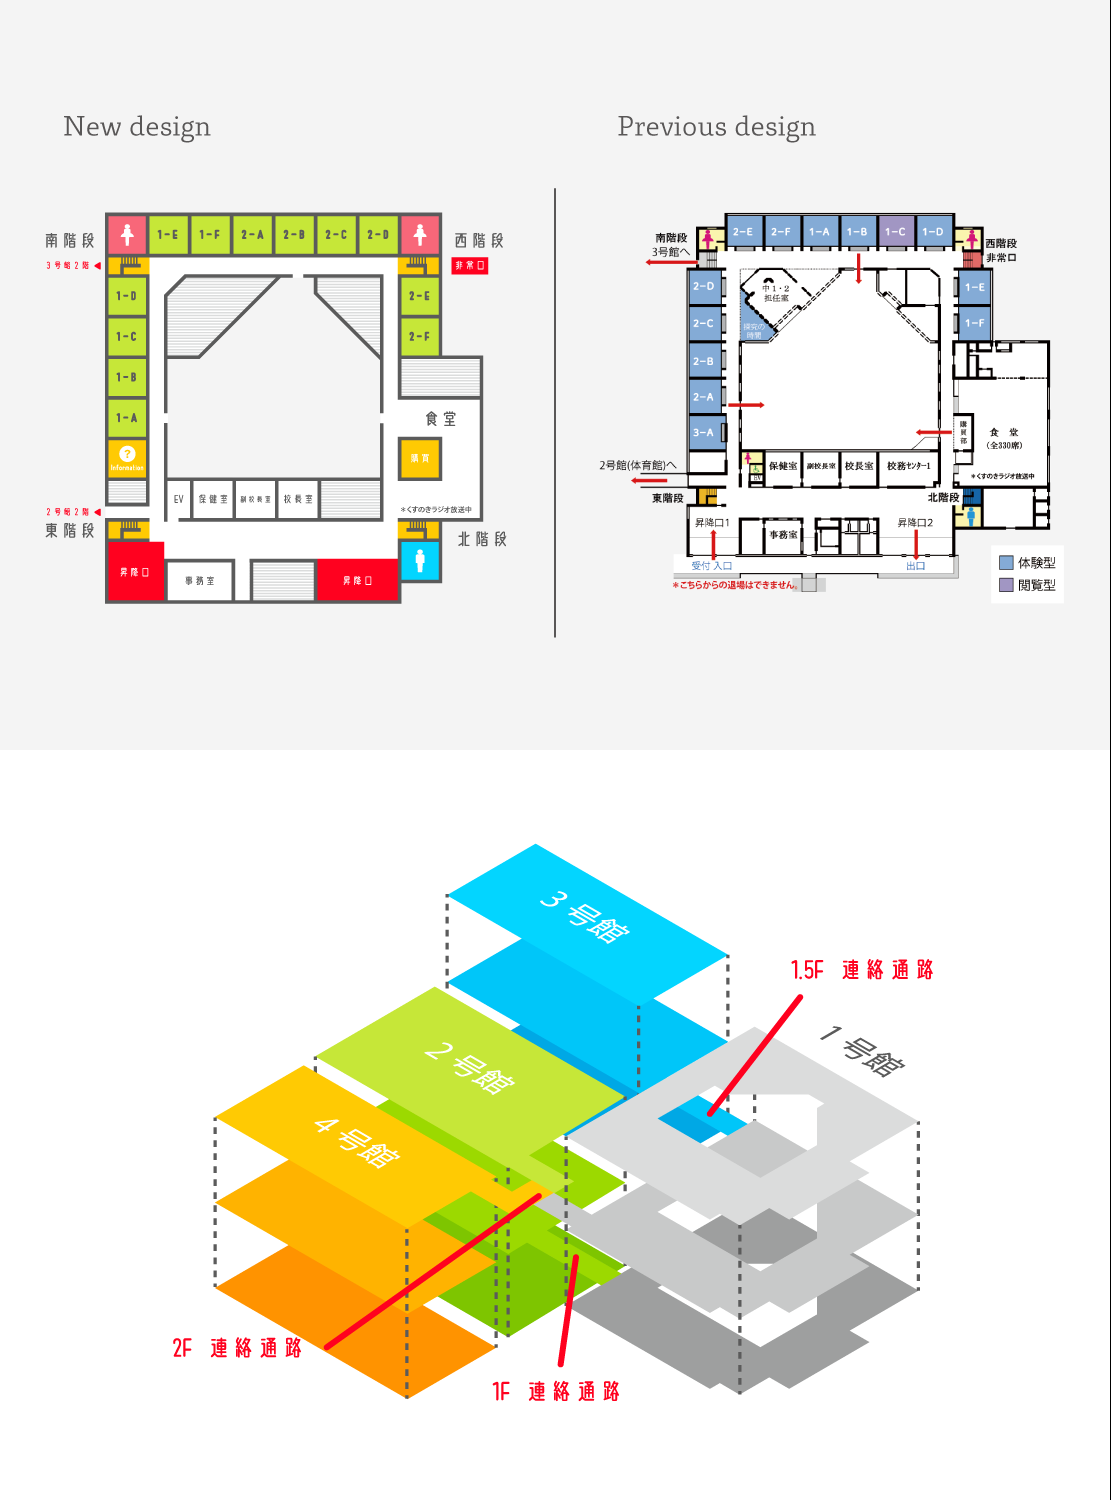 New design
Previous design
南階段
3号館2階
1-E 1-F 2-A 2-B 2-C 2-D
西階段
非常口
1-D
2-E
1-C
2-F
1-B
1-A
食堂
?
Information
購買
EV 保健室 副校長室 校長室
*くすのきラジオ放送中
2号館2階
東階段
北階段
昇降口
事務室
昇降口
南階段
3号館へ
2-E 2-F 1-A 1-B 1-C 1-D
西階段
非常口
2-D
中1・2
担任室
1-E
2-C
探究の
時間
1-F
2-B
2-A
3-A
購買部
食 堂
(全330席)
2号館(体育館)へ
EV
保健室 副校長室 校長室 校務センター1
*くすのきラジオ放送中
東階段
北階段
昇降口1
事務室
昇降口2
受付 入口
出口
*こちらからの退場はできません。
体験型
閲覧型
3号館
1.5F 連絡通路
1号館
2号館
4号館
2F 連絡通路
1F 連絡通路